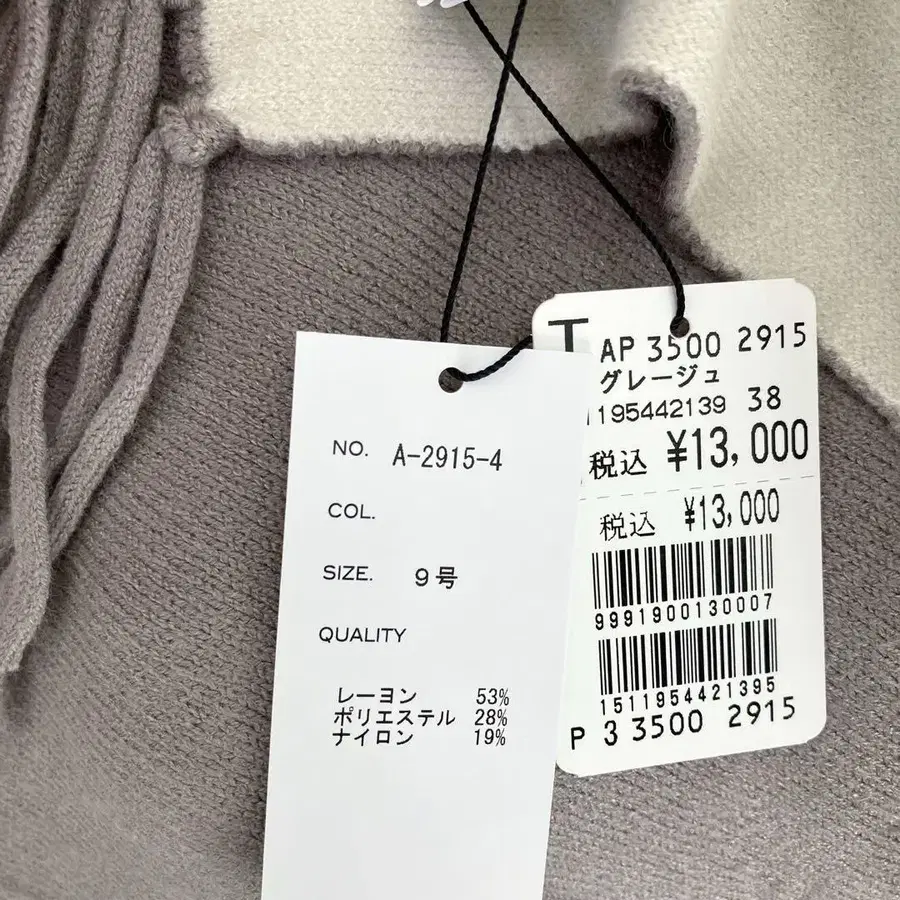 NO. A-2915-4
COL.
SIZE. 9号
QUALITY
レーヨン 53%
ポリエステル 28%
ナイロン 19%
T AP 3500 2915
グレージュ
1195442139 38
税込 ¥13,000
税込 ¥13,000
9991900130007
1511954421395
P 3 3500 2915